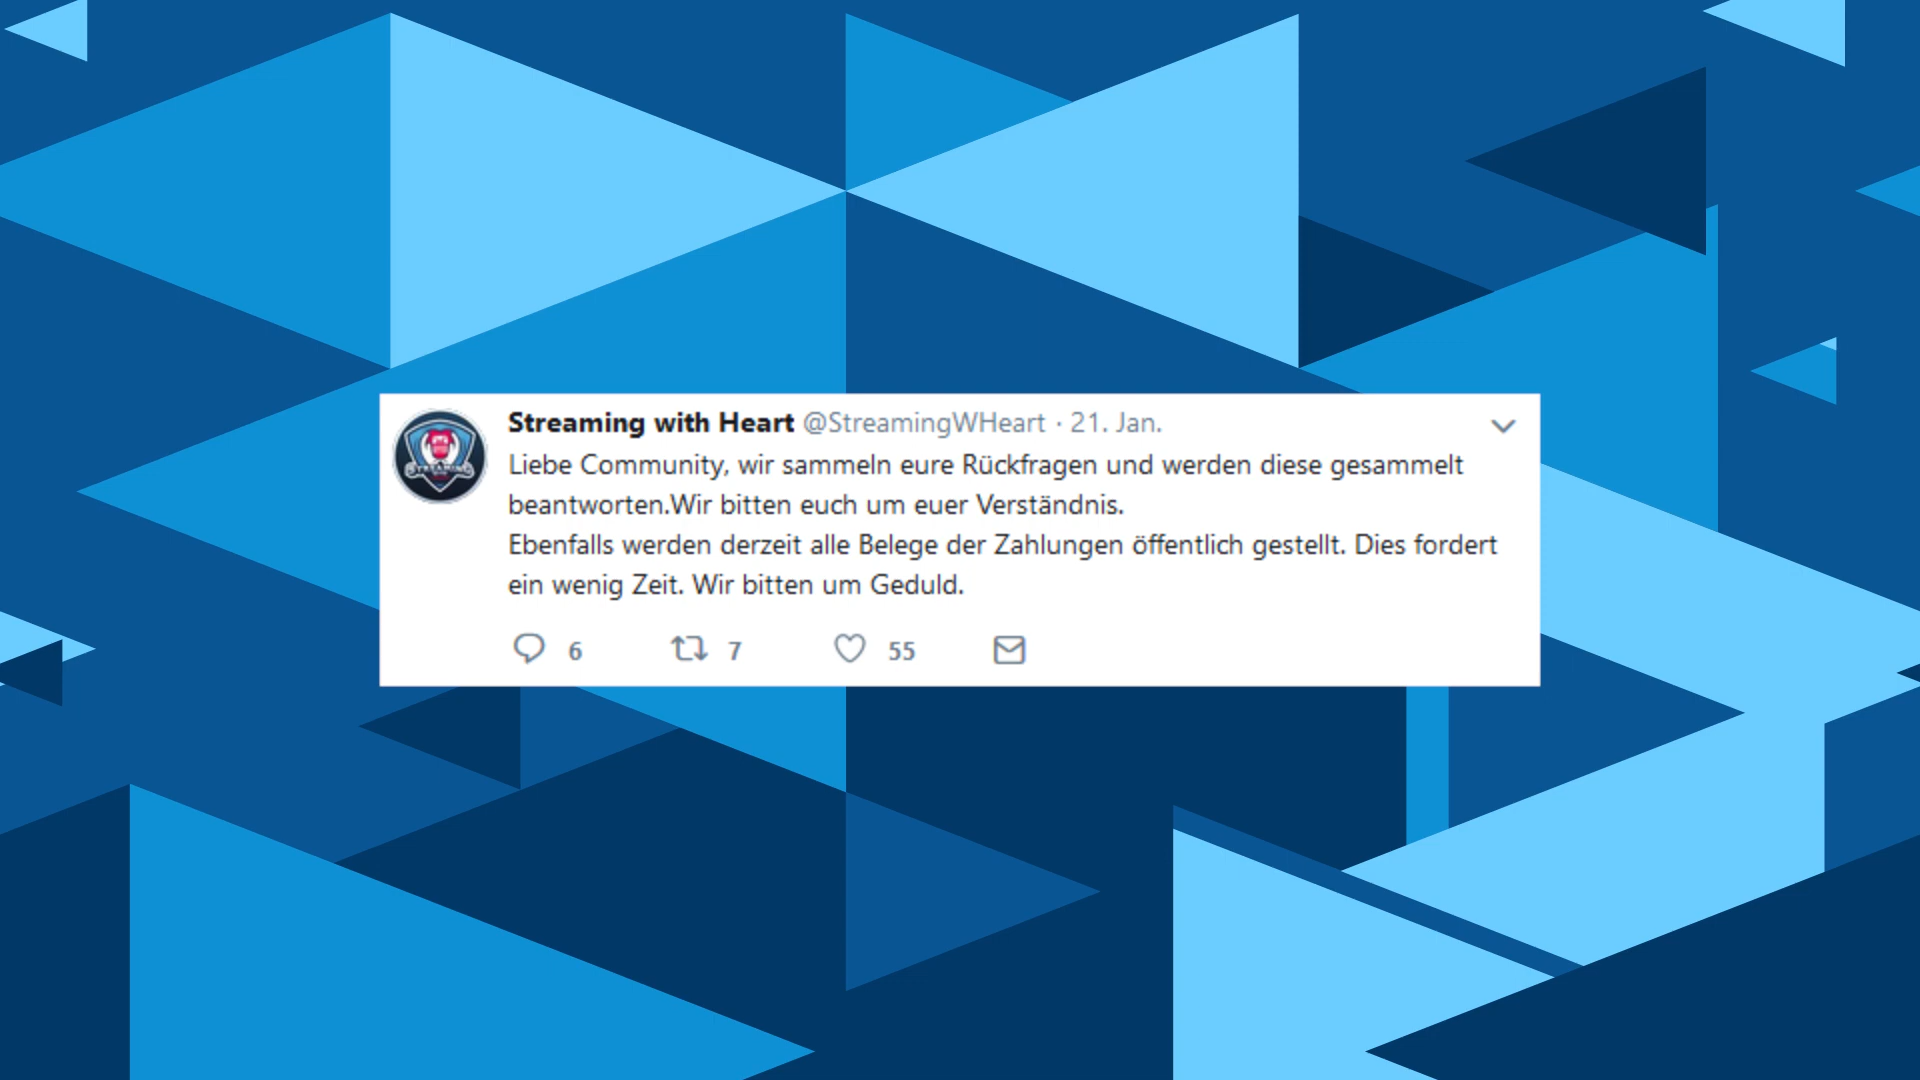 Streaming with Heart @StreamingWHeart · 21. Jan.
Liebe Community, wir sammeln eure Rückfragen und werden diese gesammelt
beantworten.Wir bitten euch um euer Verständnis.
Ebenfalls werden derzeit alle Belege der Zahlungen öffentlich gestellt. Dies fordert
ein wenig Zeit. Wir bitten um Geduld.
6 7 55
STREAMING